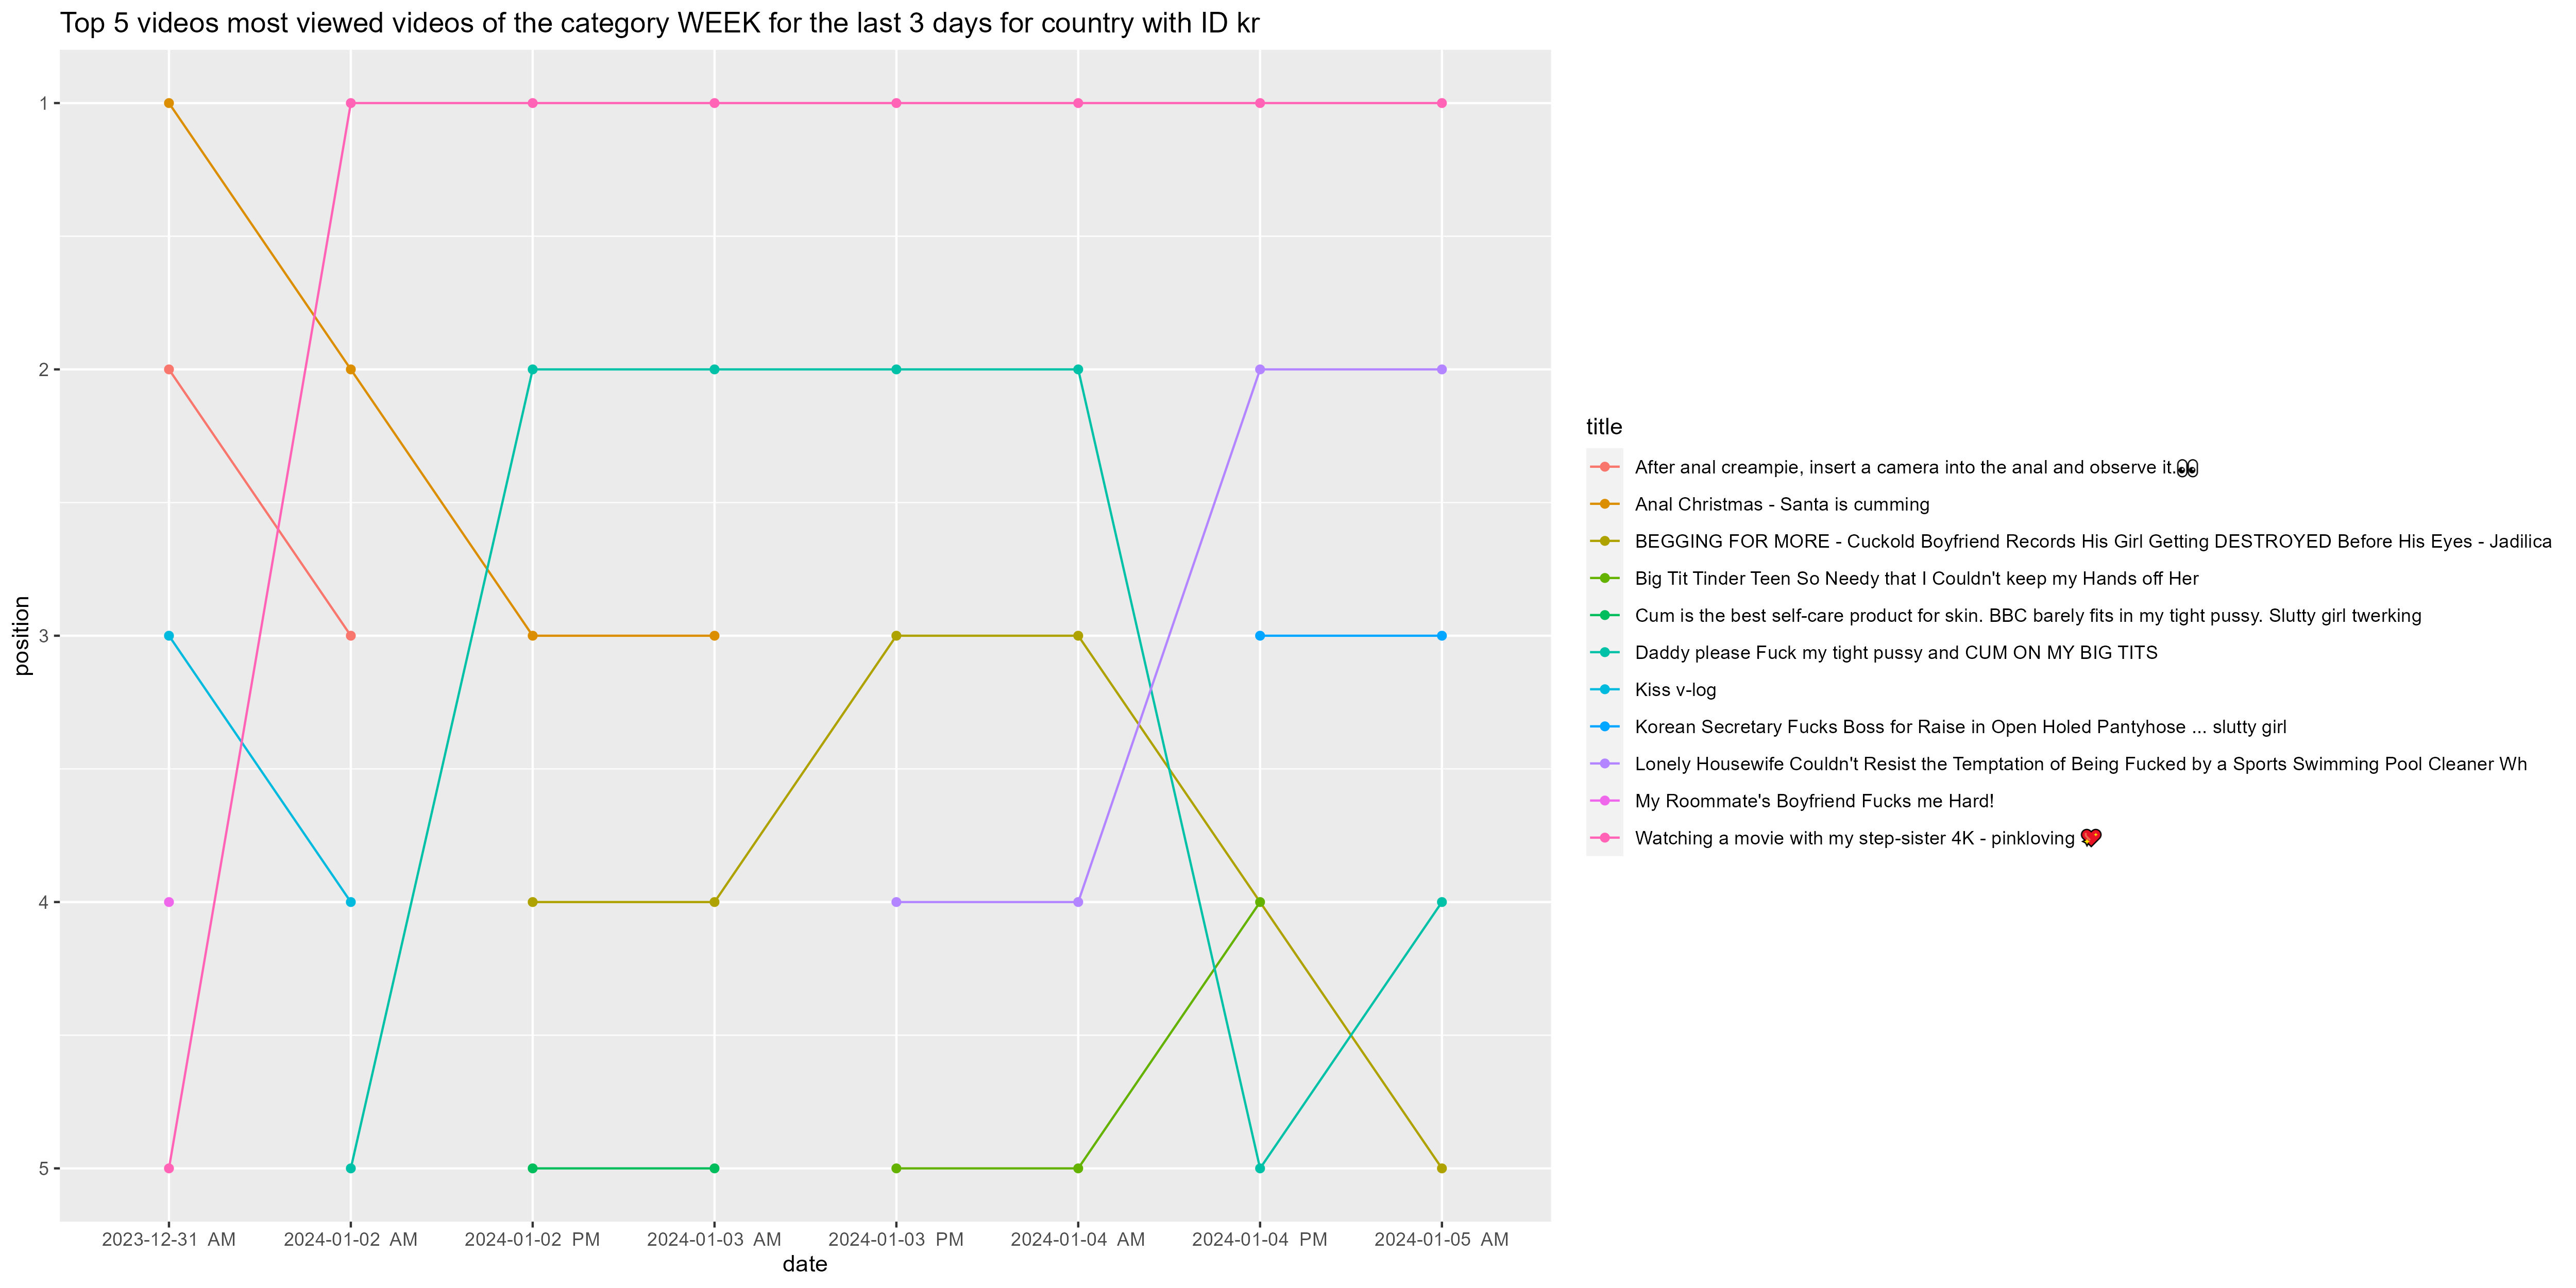 Top 5 videos most viewed videos of the category WEEK for the last 3 days for country with ID kr
position
1
2
3
4
5
2023-12-31 AM
2024-01-02 AM
2024-01-02 PM
2024-01-03 AM
2024-01-03 PM
2024-01-04 AM
2024-01-04 PM
2024-01-05 AM
date
title
After anal creampie, insert a camera into the anal and observe it.👀
Anal Christmas - Santa is cumming
BEGGING FOR MORE - Cuckold Boyfriend Records His Girl Getting DESTROYED Before His Eyes - Jadilica
Big Tit Tinder Teen So Needy that I Couldn't keep my Hands off Her
Cum is the best self-care product for skin. BBC barely fits in my tight pussy. Slutty girl twerking
Daddy please Fuck my tight pussy and CUM ON MY BIG TITS
Kiss v-log
Korean Secretary Fucks Boss for Raise in Open Holed Pantyhose ... slutty girl
Lonely Housewife Couldn't Resist the Temptation of Being Fucked by a Sports Swimming Pool Cleaner Wh
My Roommate's Boyfriend Fucks me Hard!
Watching a movie with my step-sister 4K - pinkloving 💖